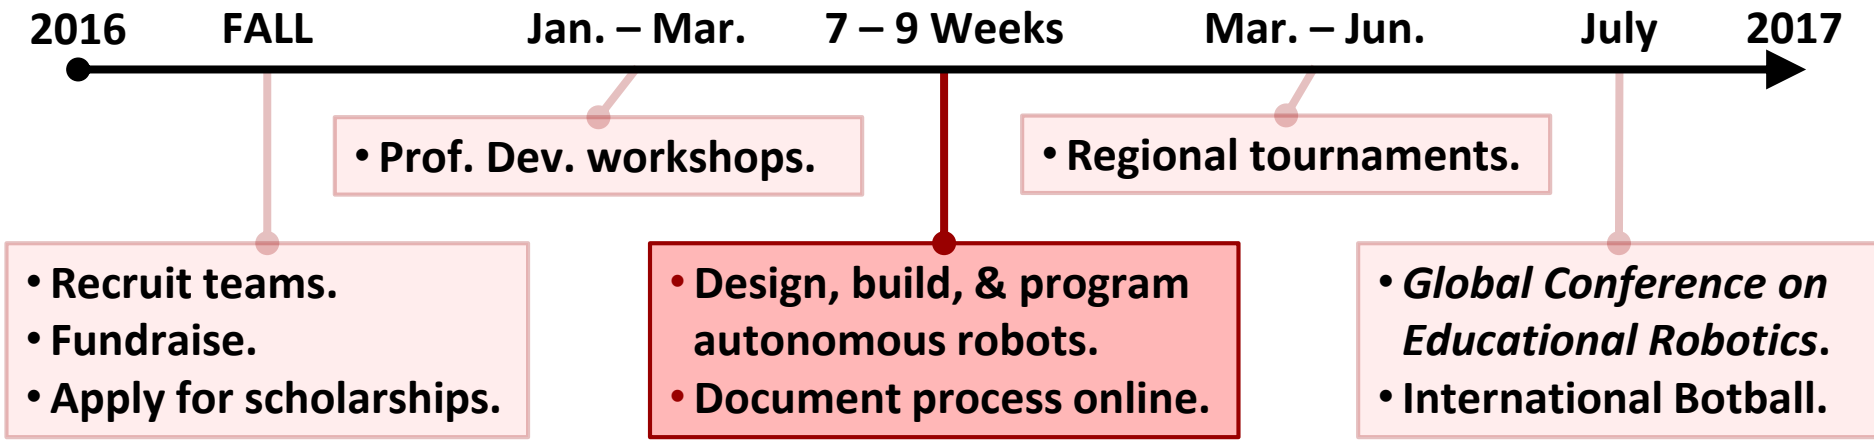 2016 FALL Jan. – Mar. 7 – 9 Weeks Mar. – Jun. July 2017
• Prof. Dev. workshops.
• Regional tournaments.
• Recruit teams.
• Fundraise.
• Apply for scholarships.
• Design, build, & program
autonomous robots.
• Document process online.
• Global Conference on
Educational Robotics.
• International Botball.